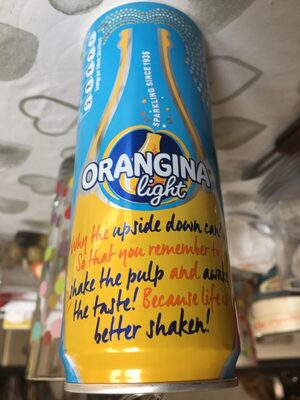 SPARKLING SINCE 1936
ORANGINA
light
Why the upside down can?
So that you remember to
shake the pulp and awake
the taste! Because life is
better shaken!